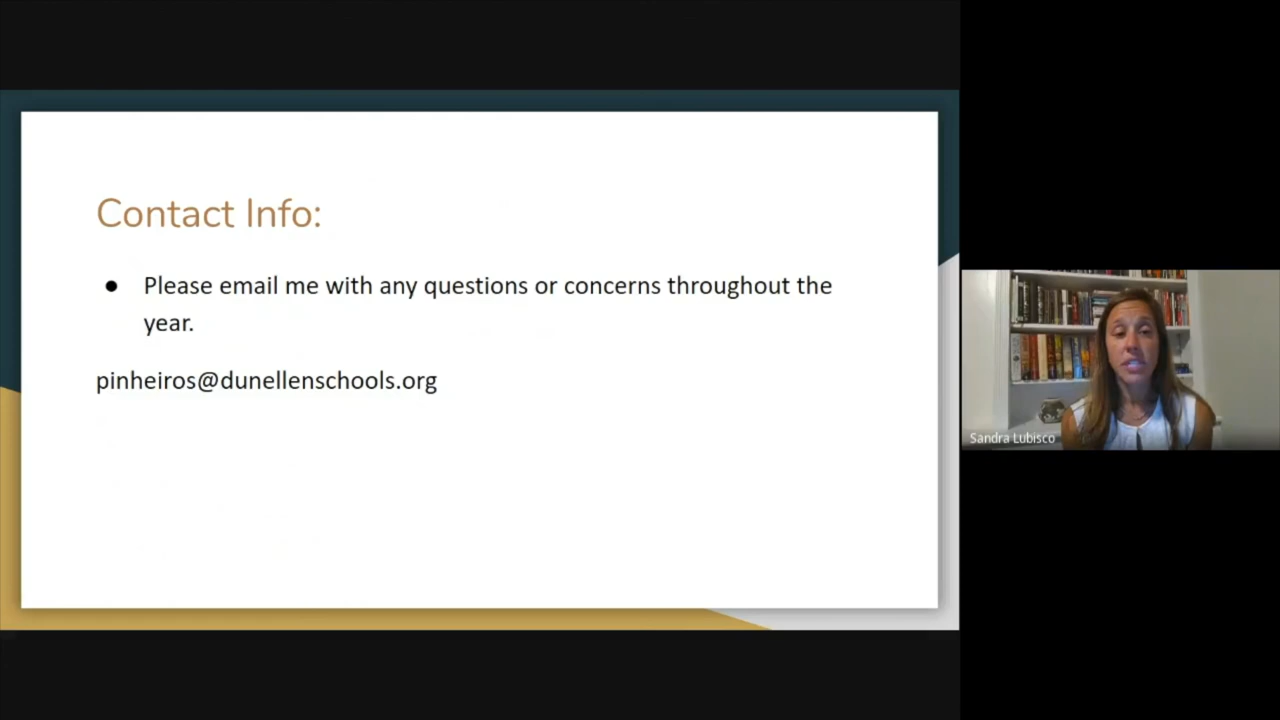 Contact Info:
● Please email me with any questions or concerns throughout the
year.
pinheiros@dunellenschools.org
Sandra Lubisco